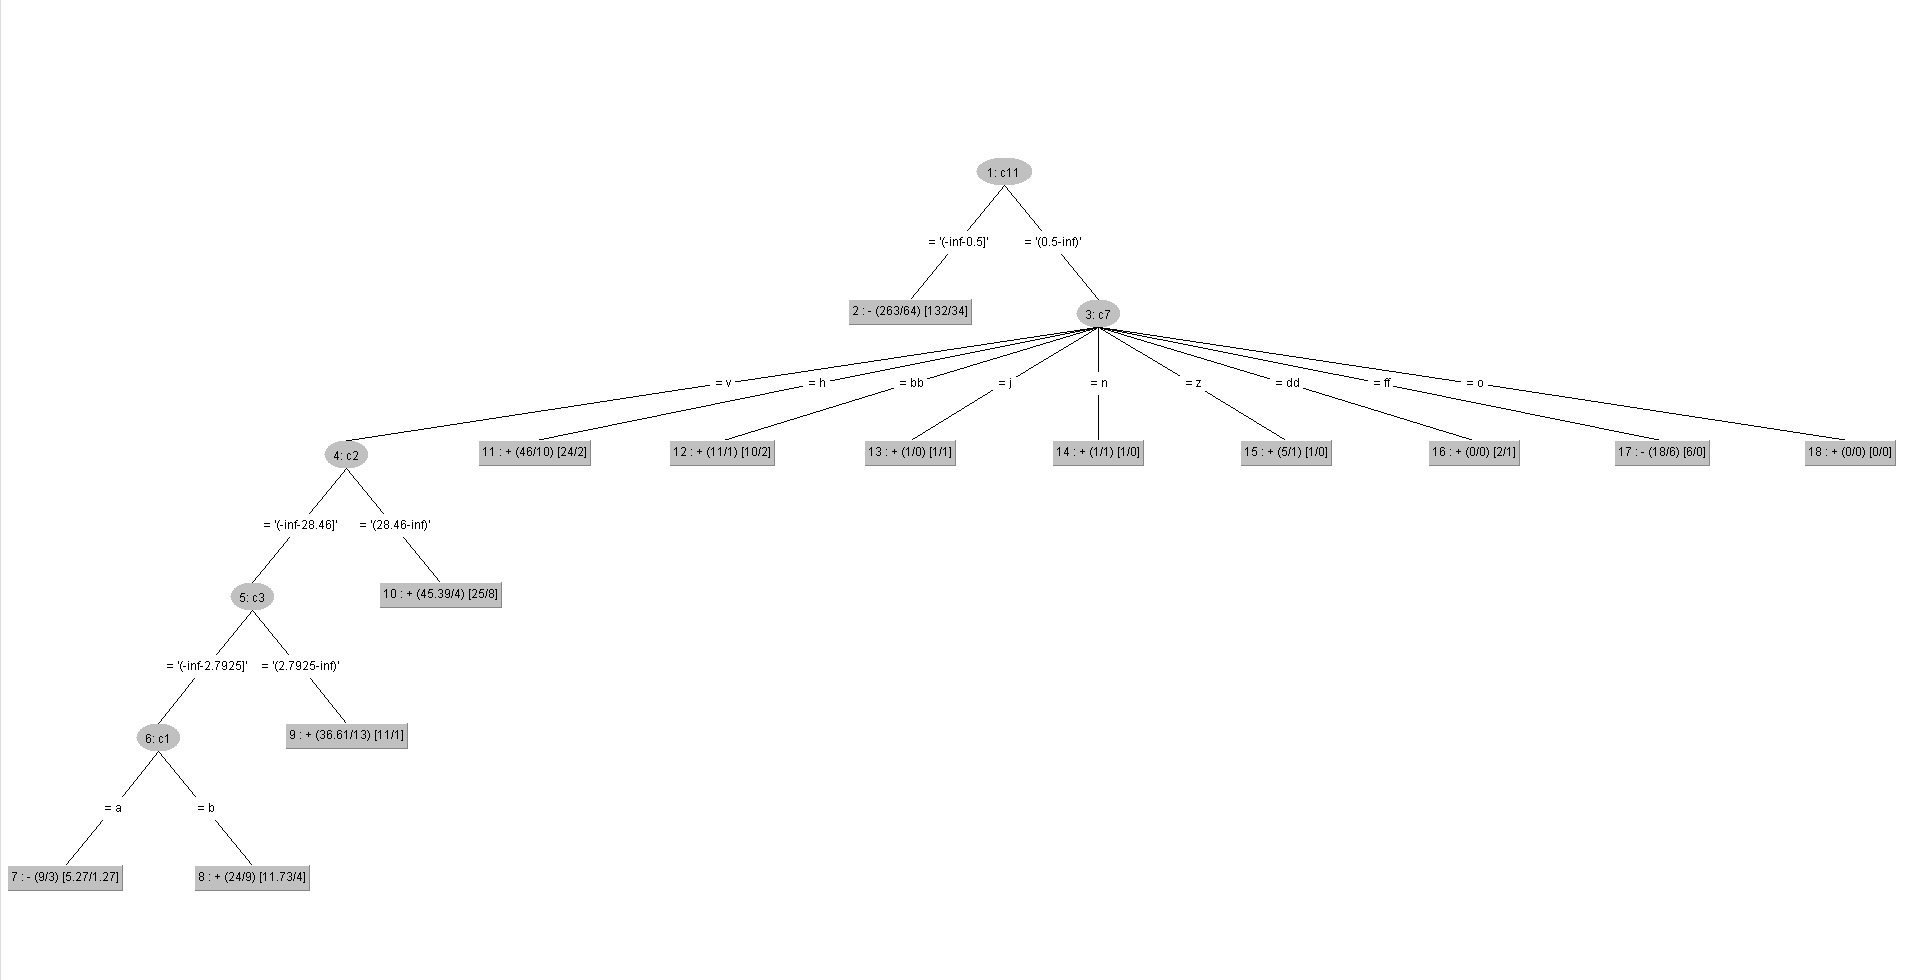 1: c11
= '(-inf-0.5]' = '(0.5-inf)'
2 : - (263/64) [132/34] 3: c7
= v = h = bb = j = n = z = dd = ff = o
4: c2 11 : + (46/10) [24/2] 12 : + (11/1) [10/2] 13 : + (1/0) [1/1] 14 : + (1/1) [1/0] 15 : + (5/1) [1/0] 16 : + (0/0) [2/1] 17 : - (18/6) [6/0] 18 : + (0/0) [0/0]
= '(-inf-28.46]' = '(28.46-inf)'
5: c3 10 : + (45.39/4) [25/8]
= '(-inf-2.7925]' = '(2.7925-inf)'
6: c1 9 : + (36.61/13) [11/1]
= a = b
7 : - (9/3) [5.27/1.27] 8 : + (24/9) [11.73/4]